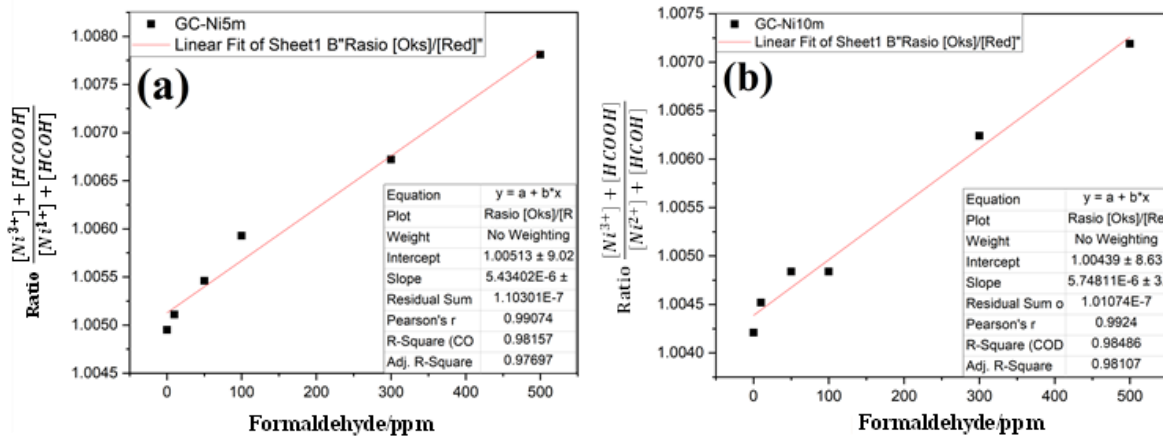 GC-Ni5m
Linear Fit of Sheet1 B"Rasio [Oks]/[Red]"
(a)
1.0080
1.0075
1.0070
1.0065
1.0060
1.0055
1.0050
1.0045
Ratio [Ni³⁺] + [HCOOH]
[Ni¹⁺] + [HCOH]
Equation y = a + b*x
Plot Rasio [Oks]/[R
Weight No Weighting
Intercept 1.00513 ± 9.02
Slope 5.43402E-6 ±
Residual Sum 1.10301E-7
Pearson's r 0.99074
R-Square (CO 0.98157
Adj. R-Square 0.97697
0 100 200 300 400 500
Formaldehyde/ppm
GC-Ni10m
Linear Fit of Sheet1 B"Rasio [Oks]/[Red]"
(b)
1.0075
1.0070
1.0065
1.0060
1.0055
1.0050
1.0045
1.0040
Ratio [Ni³⁺] + [HCOOH]
[Ni²⁺] + [HCOH]
Equation y = a + b*x
Plot Rasio [Oks]/[Re
Weight No Weighting
Intercept 1.00439 ± 8.63
Slope 5.74811E-6 ± 3.
Residual Sum o 1.01074E-7
Pearson's r 0.9924
R-Square (COD 0.98486
Adj. R-Square 0.98107
0 100 200 300 400 500
Formaldehyde/ppm